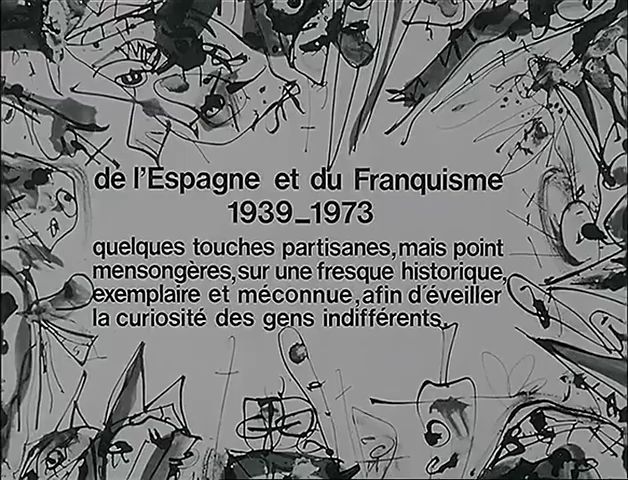 de l'Espagne et du Franquisme
1939_1973
quelques touches partisanes, mais point
mensongères, sur une fresque historique,
exemplaire et méconnue, afin d'éveiller
la curiosité des gens indifférents.